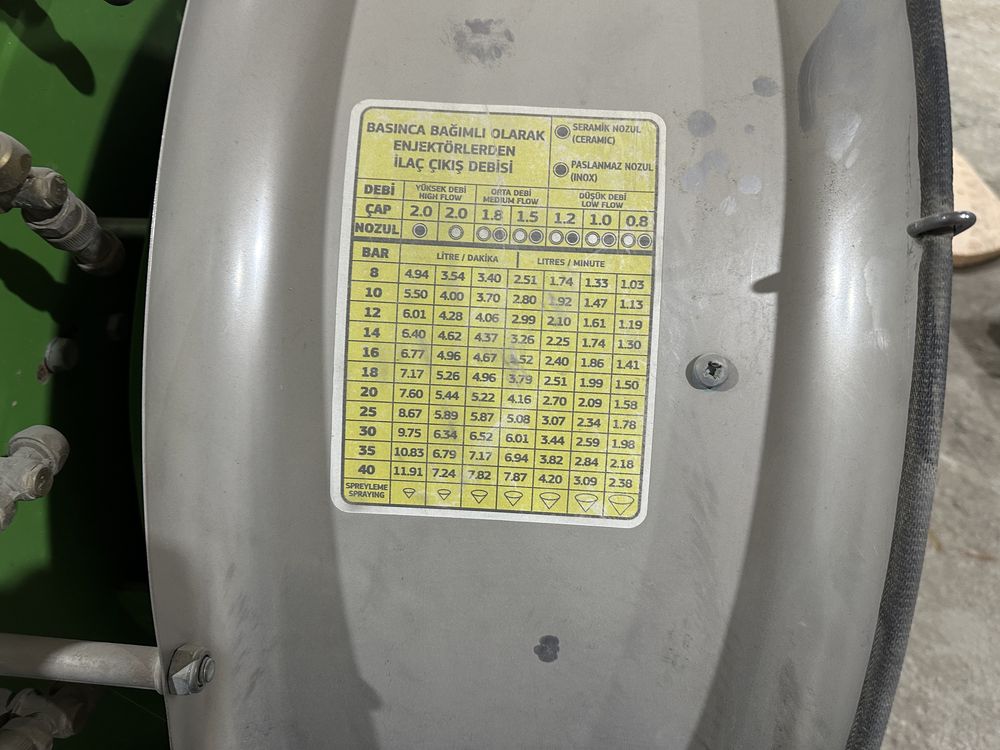 BASINCA BAĞIMLI OLARAK
ENJEKTÖRLERDEN
İLAÇ ÇIKIŞ DEBİSİ
SERAMİK NOZUL
(CERAMIC)
PASLANMAZ NOZUL
(INOX)
DEBİ YÜKSEK DEBİ ORTA DEBİ DÜŞÜK DEBİ
HIGH FLOW MEDIUM FLOW LOW FLOW
ÇAP 2.0 2.0 1.8 1.5 1.2 1.0 0.8
NOZUL
BAR LİTRE / DAKİKA LITRES / MINUTE
8 4.94 3.54 3.40 2.51 1.74 1.33 1.03
10 5.50 4.00 3.70 2.80 1.92 1.47 1.13
12 6.01 4.28 4.06 2.99 2.10 1.61 1.19
14 6.40 4.62 4.37 3.26 2.25 1.74 1.30
16 6.77 4.96 4.67 3.52 2.40 1.86 1.41
18 7.17 5.26 4.96 3.79 2.51 1.99 1.50
20 7.60 5.44 5.22 4.16 2.70 2.09 1.58
25 8.67 5.89 5.87 5.08 3.07 2.34 1.78
30 9.75 6.34 6.52 6.01 3.44 2.59 1.98
35 10.83 6.79 7.17 6.94 3.82 2.84 2.18
40 11.91 7.24 7.82 7.87 4.20 3.09 2.38
SPREYLEME
SPRAYING